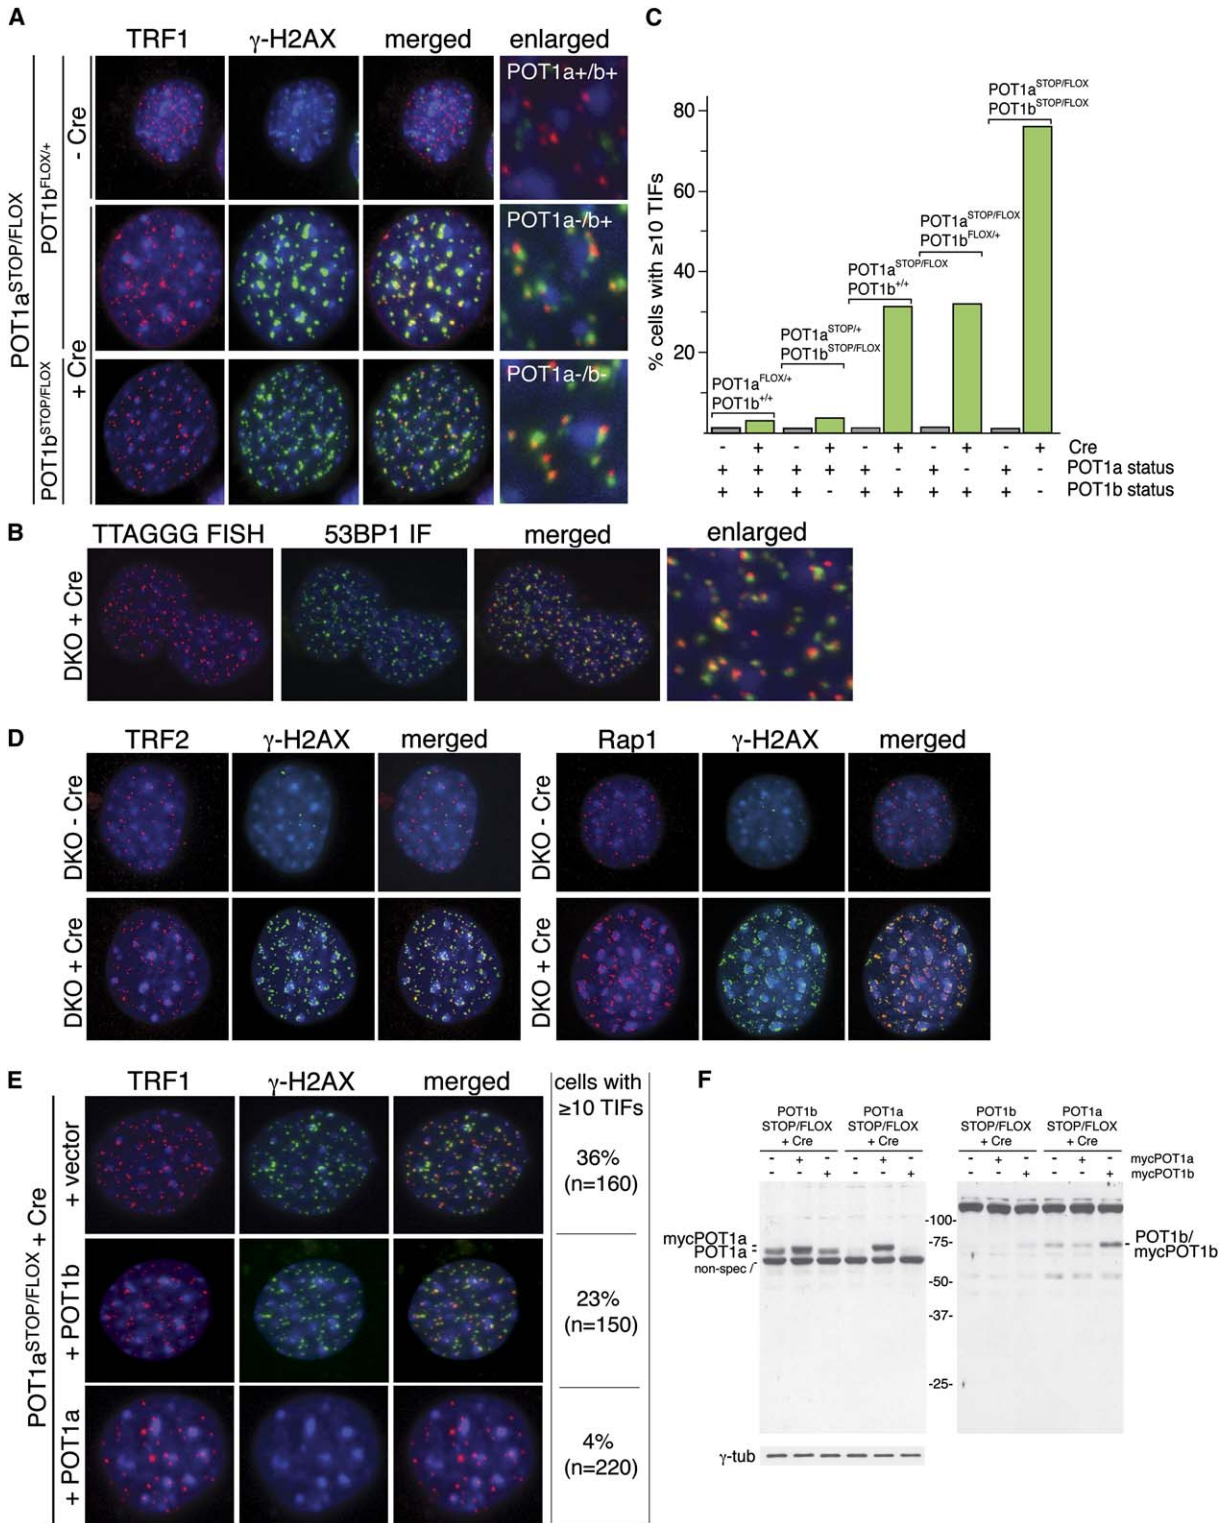 A
TRF1 γ-H2AX merged enlarged
POT1a^STOP/FLOX
POT1b^FLOX/+
POT1b^STOP/FLOX
- Cre
+ Cre
POT1a+/b+
POT1a-/b+
POT1a-/b-
C
% cells with ≥10 TIFs
80
60
40
20
POT1a^FLOX/+
POT1b^+/+
POT1a^STOP/+
POT1b^STOP/FLOX
POT1a^STOP/FLOX
POT1b^+/+
POT1a^STOP/FLOX
POT1b^FLOX/+
POT1a^STOP/FLOX
POT1b^STOP/FLOX
- + - + - + - + - + Cre
+ + + + + - + - + - POT1a status
+ + + - + + + + + - POT1b status
B
TTAGGG FISH 53BP1 IF merged enlarged
DKO + Cre
D
TRF2 γ-H2AX merged
Rap1 γ-H2AX merged
DKO - Cre
DKO + Cre
DKO - Cre
DKO + Cre
E
TRF1 γ-H2AX merged cells with
≥10 TIFs
POT1a^STOP/FLOX + Cre
+ vector
36%
(n=160)
+ POT1b
23%
(n=150)
+ POT1a
4%
(n=220)
F
POT1b
STOP/FLOX
+ Cre
POT1a
STOP/FLOX
+ Cre
POT1b
STOP/FLOX
+ Cre
POT1a
STOP/FLOX
+ Cre
- + - - + - - + - - + - mycPOT1a
- - + - - + - - + - - + mycPOT1b
mycPOT1a
POT1a
non-spec
-100-
-75-
-50-
-37-
-25-
POT1b/
mycPOT1b
γ-tub